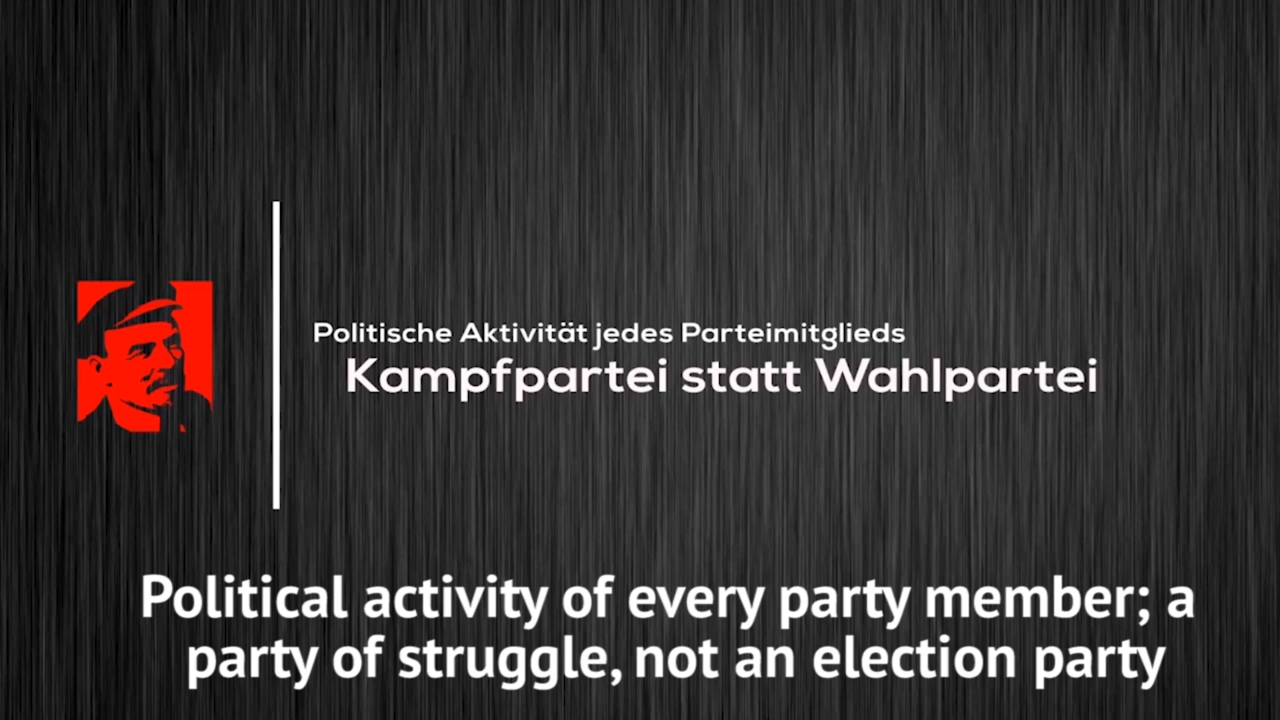 Politische Aktivität jedes Parteimitglieds
Kampfpartei statt Wahlpartei
Political activity of every party member; a
party of struggle, not an election party